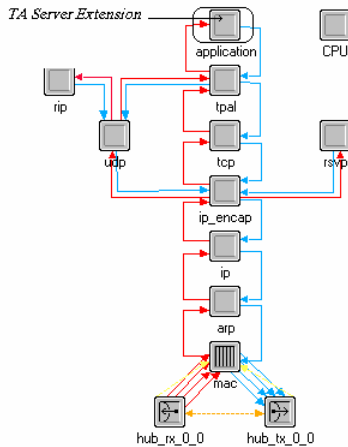 TA Server Extension
application
CPU
rip
tpal
udp
tcp
rsvp
ip_encap
ip
arp
mac
hub_rx_0_0
hub_tx_0_0